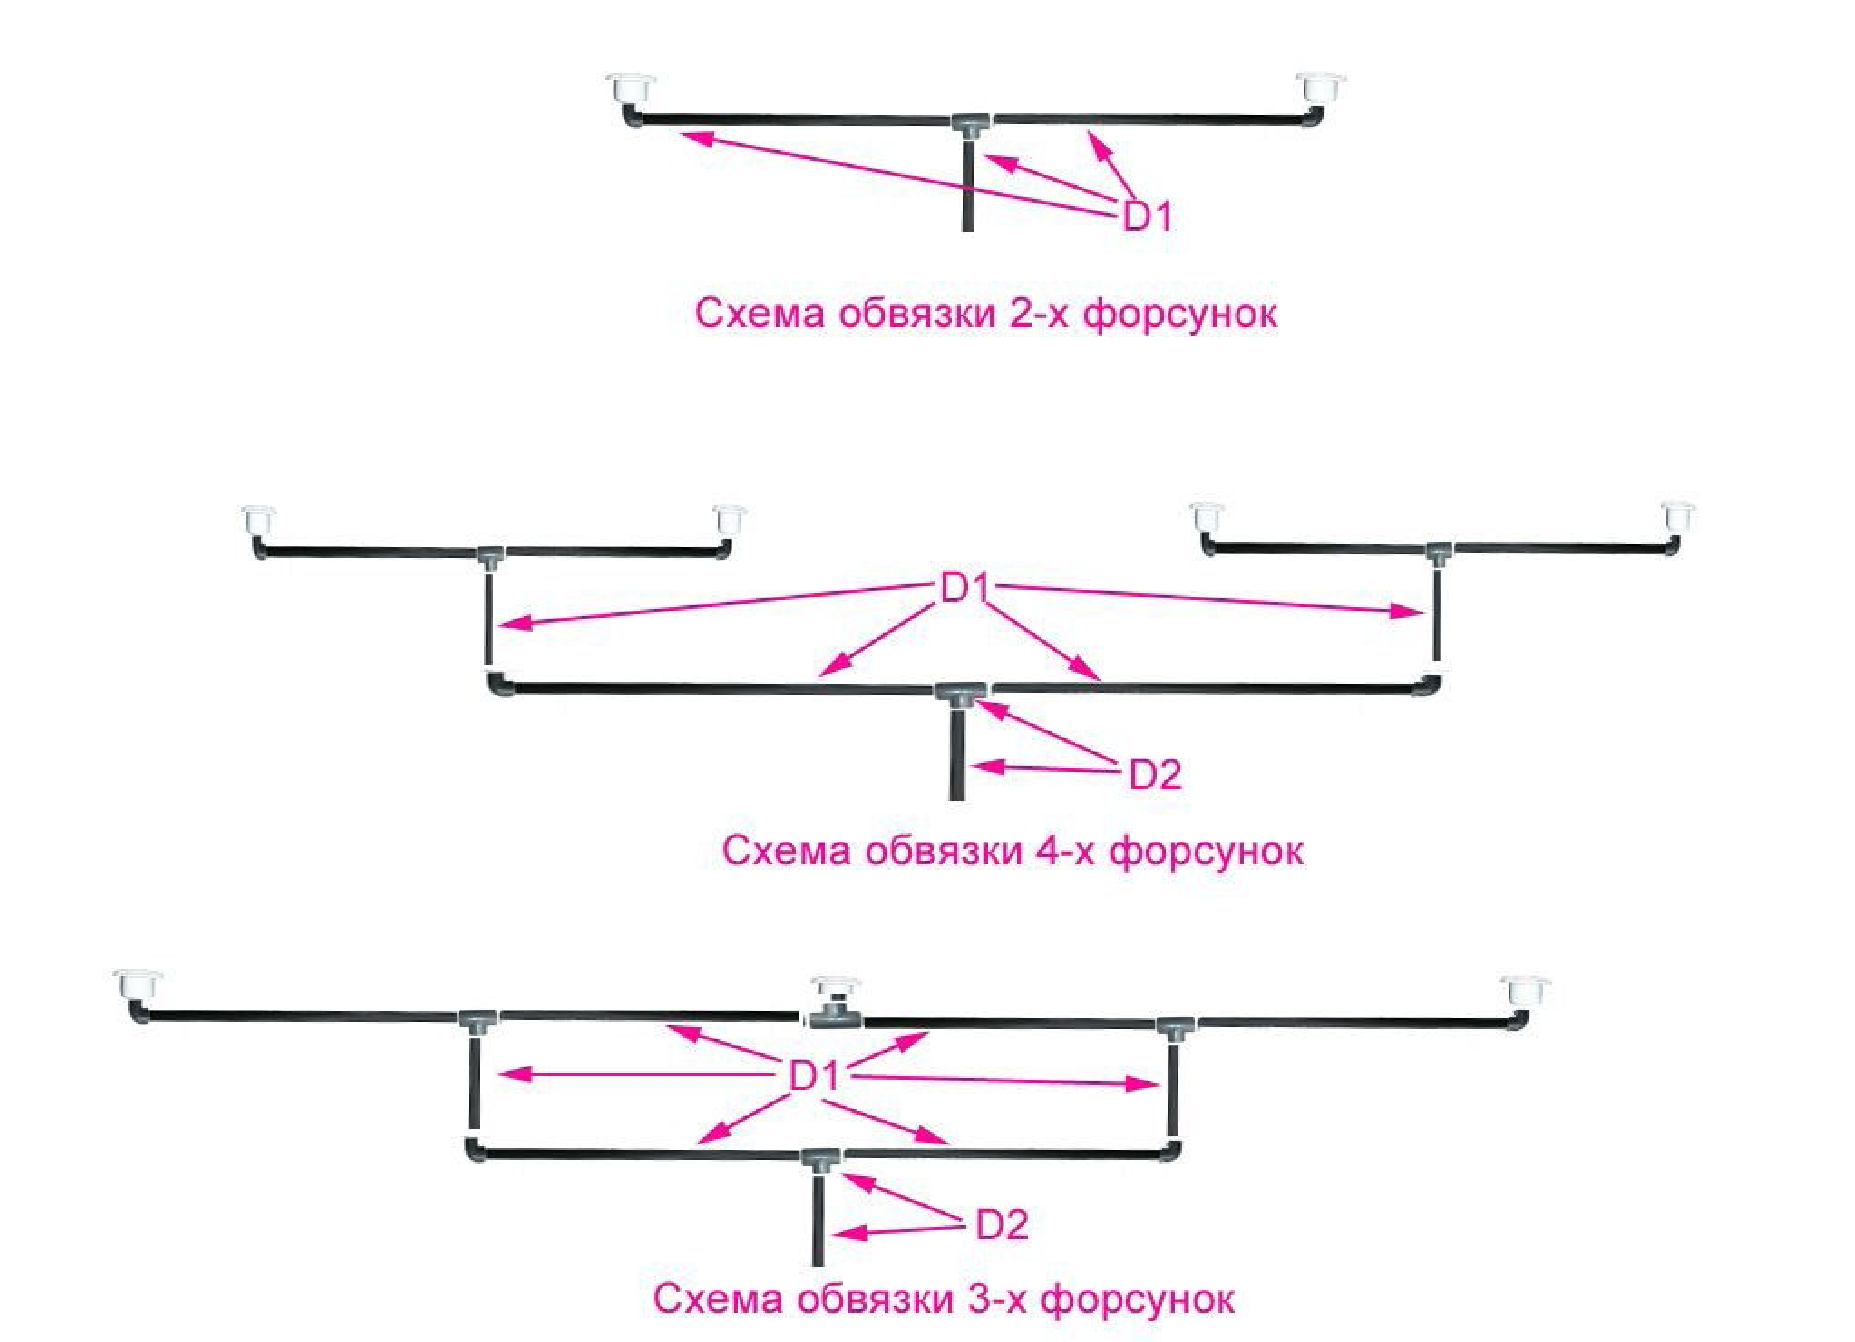 D1
Схема обвязки 2-х форсунок
D1
D2
Схема обвязки 4-х форсунок
D1
D2
Схема обвязки 3-х форсунок